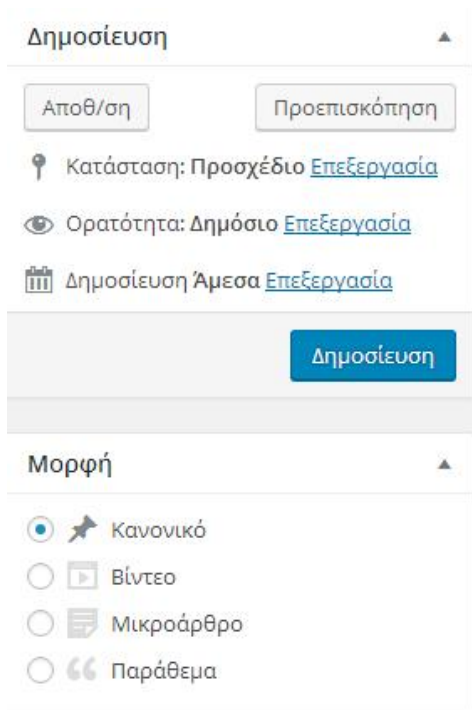 Δημοσίευση
Αποθ/ση Προεπισκόπηση
Κατάσταση: Προσχέδιο Επεξεργασία
Ορατότητα: Δημόσιο Επεξεργασία
Δημοσίευση Άμεσα Επεξεργασία
Δημοσίευση
Μορφή
Κανονικό
Βίντεο
Μικροάρθρο
Παράθεμα